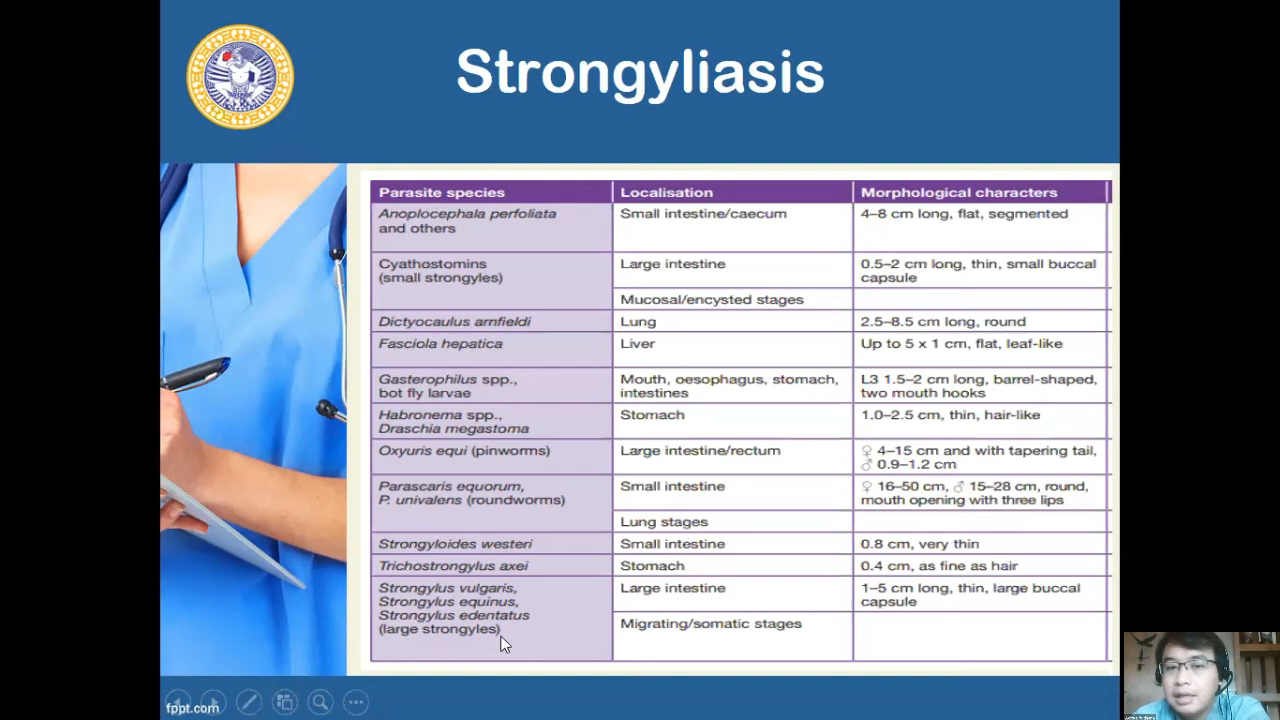 Strongyliasis
Parasite species Localisation Morphological characters
Anoplocephala perfoliata Small intestine/caecum 4–8 cm long, flat, segmented
and others
Cyathostomins Large intestine 0.5–2 cm long, thin, small buccal
(small strongyles) capsule
Mucosal/encysted stages
Dictyocaulus arnfieldi Lung 2.5–8.5 cm long, round
Fasciola hepatica Liver Up to 5 x 1 cm, flat, leaf-like
Gasterophilus spp., Mouth, oesophagus, stomach, L3 1.5–2 cm long, barrel-shaped,
bot fly larvae intestines two mouth hooks
Habronema spp., Stomach 1.0–2.5 cm, thin, hair-like
Draschia megastoma
Oxyuris equi (pinworms) Large intestine/rectum ♀ 4–15 cm and with tapering tail,
♂ 0.9–1.2 cm
Parascaris equorum, Small intestine ♀ 16–50 cm, ♂ 15–28 cm, round,
P. univalens (roundworms) mouth opening with three lips
Lung stages
Strongyloides westeri Small intestine 0.8 cm, very thin
Trichostrongylus axei Stomach 0.4 cm, as fine as hair
Strongylus vulgaris, Large intestine 1–5 cm long, thin, large buccal
Strongylus equinus, capsule
Strongylus edentatus Migrating/somatic stages
(large strongyles)
fppt.com